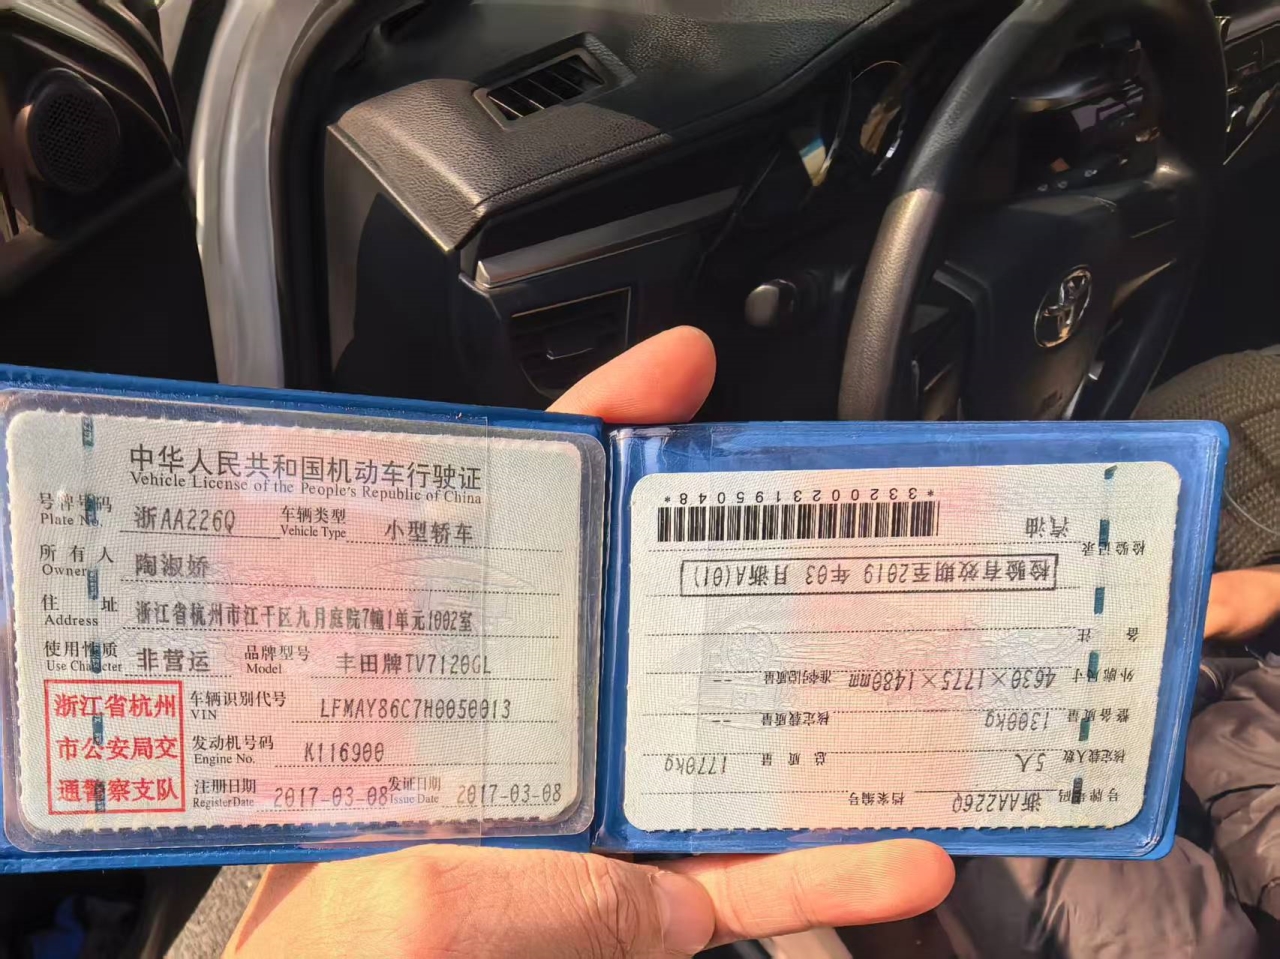 中华人民共和国机动车行驶证
Vehicle License of the People's Republic of China
号牌号码 浙AA226Q 车辆类型 小型轿车
Plate No. Vehicle Type
所有人 陶淑娇
Owner
住址 浙江省杭州市江干区九月庭院7幢1单元1002室
Address
使用性质 非营运 品牌型号 丰田牌TV7120GL
Use Character Model
浙江省杭州
市公安局交
通警察支队
车辆识别代号 LFMAY86C7H0050013
VIN
发动机号码 K116900
Engine No.
注册日期 2017-03-08 发证日期 2017-03-08
Register Date Issue Date
号牌号码 浙AA226Q 档案编号
核定载人数 5人 总质量 1770kg
整备质量 1300kg 核定载质量 --
外廓尺寸 4630×1775×1480mm 准牵引总质量 --
备注
检验有效期至2019年03月浙A(01)
检验记录
汽油
*3320023195048*